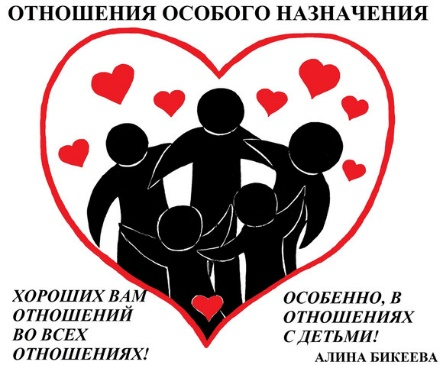 ОТНОШЕНИЯ ОСОБОГО НАЗНАЧЕНИЯ
ХОРОШИХ ВАМ
ОТНОШЕНИЙ
ВО ВСЕХ
ОТНОШЕНИЯХ!
ОСОБЕННО, В
ОТНОШЕНИЯХ
С ДЕТЬМИ!
АЛИНА БИКЕЕВА